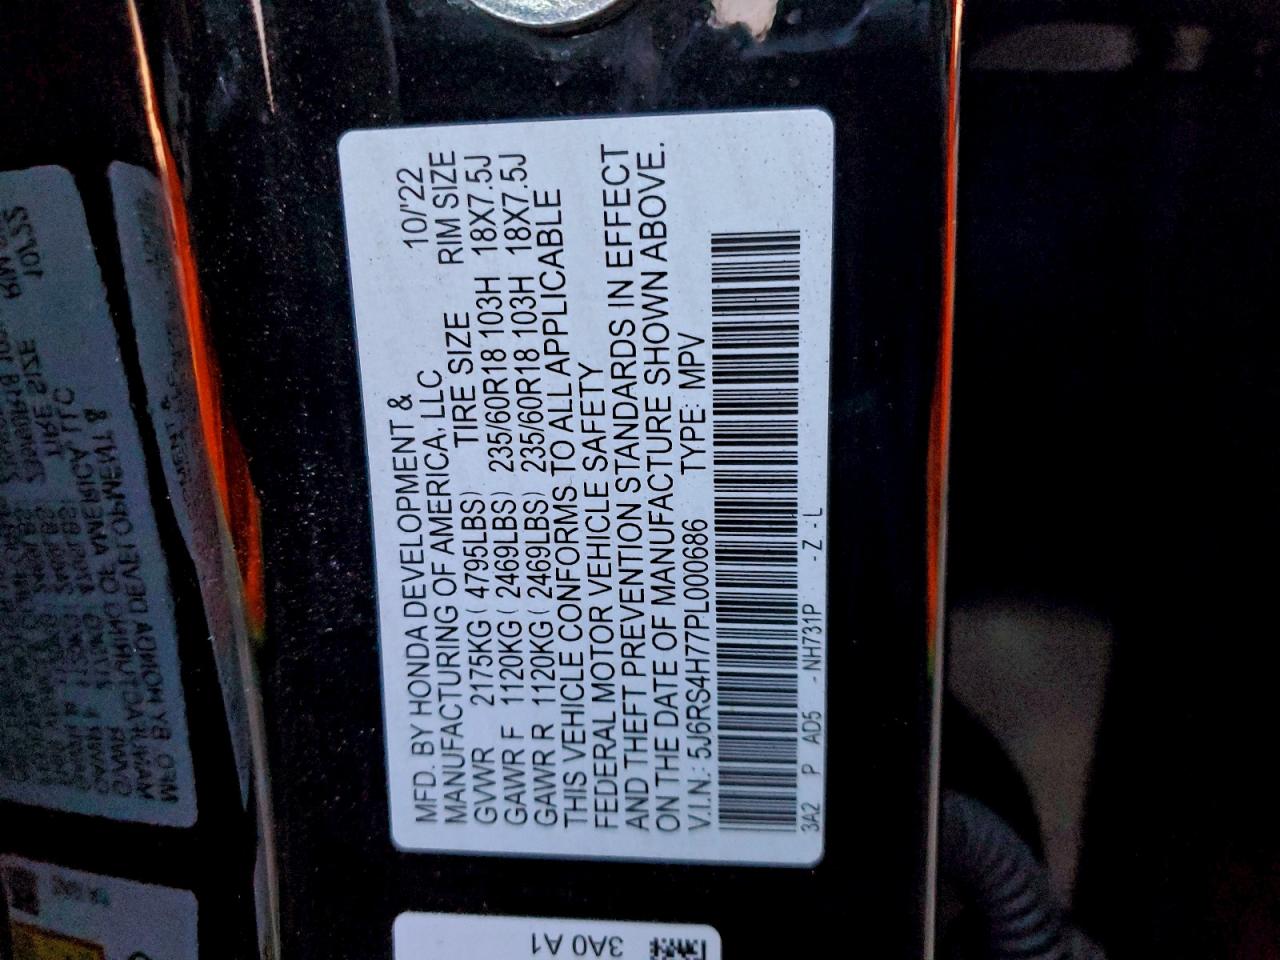 MFD. BY HONDA DEVELOPMENT &
MANUFACTURING OF AMERICA, LLC 10/'22
TIRE SIZE RIM SIZE
GVWR 2175KG ( 4795LBS)
GAWR F 1120KG ( 2469LBS) 235/60R18 103H 18X7.5J
GAWR R 1120KG ( 2469LBS) 235/60R18 103H 18X7.5J
THIS VEHICLE CONFORMS TO ALL APPLICABLE
FEDERAL MOTOR VEHICLE SAFETY
AND THEFT PREVENTION STANDARDS IN EFFECT
ON THE DATE OF MANUFACTURE SHOWN ABOVE.
V.I.N.: 5J6RS4H77PL000686 TYPE: MPV
3A2 P AD5 - NH731P - Z - L
3A0 A1